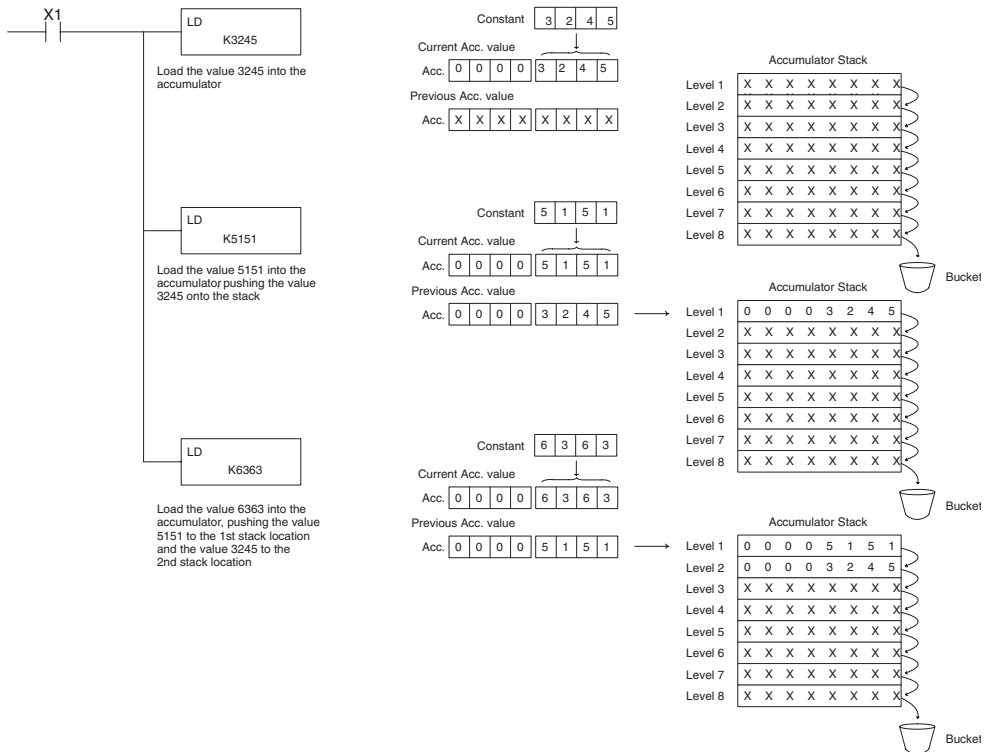 X1
LD
K3245
Load the value 3245 into the
accumulator
Constant 3 2 4 5
Current Acc. value
Acc. 0 0 0 0 3 2 4 5
Previous Acc. value
Acc. X X X X X X X X
Accumulator Stack
Level 1 X X X X X X X X
Level 2 X X X X X X X X
Level 3 X X X X X X X X
Level 4 X X X X X X X X
Level 5 X X X X X X X X
Level 6 X X X X X X X X
Level 7 X X X X X X X X
Level 8 X X X X X X X X
Bucket
LD
K5151
Load the value 5151 into the
accumulator, pushing the value
3245 onto the stack
Constant 5 1 5 1
Current Acc. value
Acc. 0 0 0 0 5 1 5 1
Previous Acc. value
Acc. 0 0 0 0 3 2 4 5
Accumulator Stack
Level 1 0 0 0 0 3 2 4 5
Level 2 X X X X X X X X
Level 3 X X X X X X X X
Level 4 X X X X X X X X
Level 5 X X X X X X X X
Level 6 X X X X X X X X
Level 7 X X X X X X X X
Level 8 X X X X X X X X
Bucket
LD
K6363
Load the value 6363 into the
accumulator, pushing the value
5151 to the 1st stack location
and the value 3245 to the
2nd stack location
Constant 6 3 6 3
Current Acc. value
Acc. 0 0 0 0 6 3 6 3
Previous Acc. value
Acc. 0 0 0 0 5 1 5 1
Accumulator Stack
Level 1 0 0 0 0 5 1 5 1
Level 2 0 0 0 0 3 2 4 5
Level 3 X X X X X X X X
Level 4 X X X X X X X X
Level 5 X X X X X X X X
Level 6 X X X X X X X X
Level 7 X X X X X X X X
Level 8 X X X X X X X X
Bucket